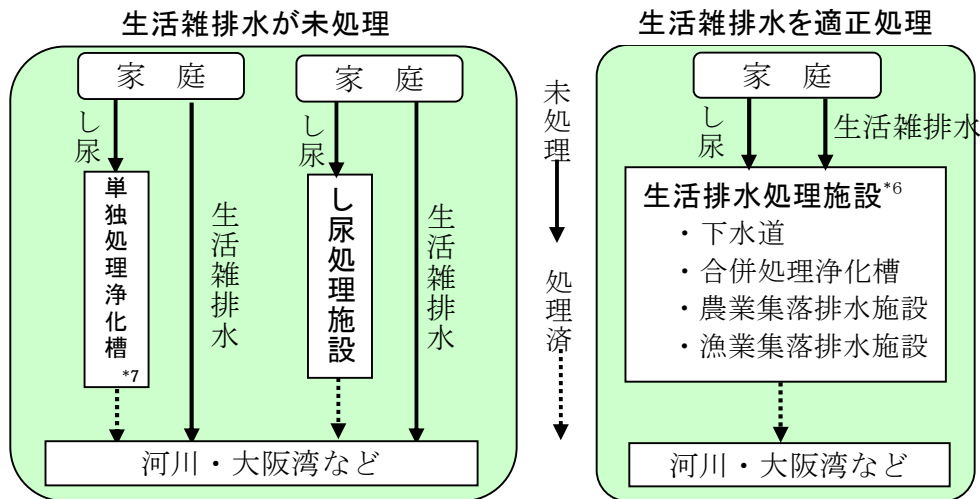 生活雑排水が未処理
家　庭
し尿
単独処理浄化槽*7
生活雑排水
家　庭
し尿
し尿処理施設
生活雑排水
河川・大阪湾など
未処理
処理済
生活雑排水を適正処理
家　庭
し尿
生活雑排水
生活排水処理施設*6
・下水道
・合併処理浄化槽
・農業集落排水施設
・漁業集落排水施設
河川・大阪湾など